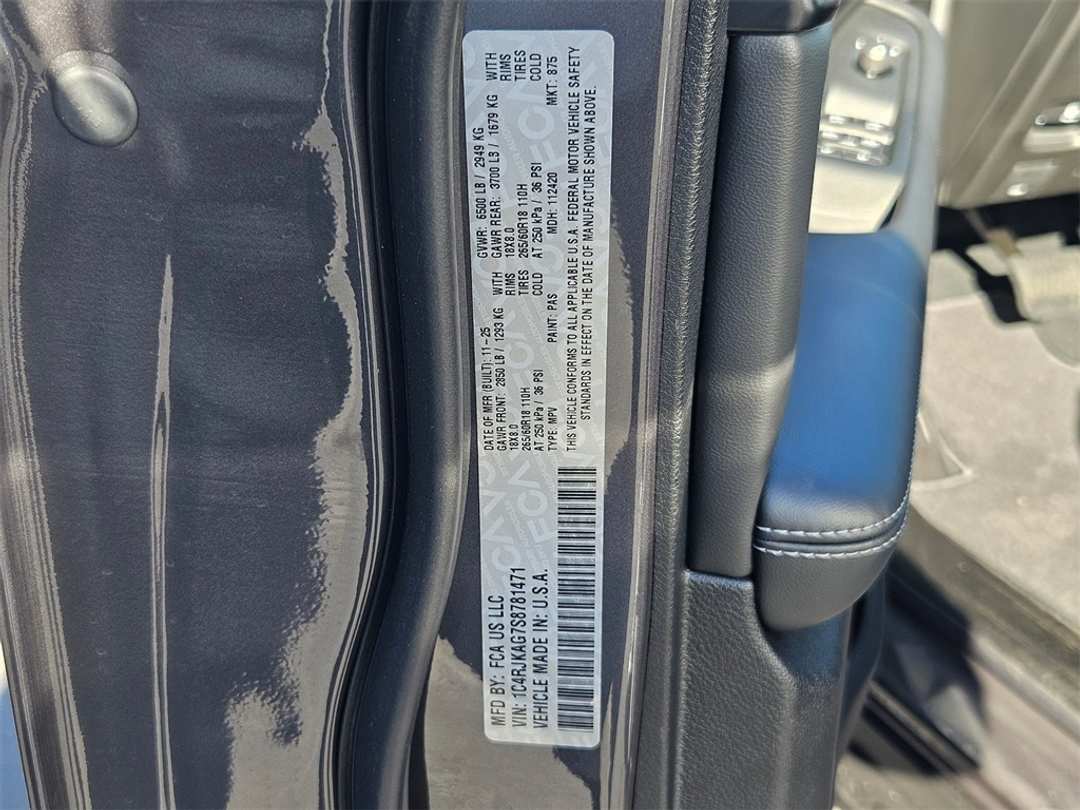 MFD BY: FCA US LLC
VIN: 1C4RJKAG7S8781471
VEHICLE MADE IN: U.S.A.
DATE OF MFR (BUILT): 11-25 GVWR: 6500 LB / 2949 KG
GAWR FRONT: 2850 LB / 1293 KG WITH GAWR REAR: 3700 LB / 1679 KG WITH
18X8.0 RIMS 18X8.0 RIMS
265/60R18 110H TIRES 265/60R18 110H TIRES
AT 250 kPa / 36 PSI COLD AT 250 kPa / 36 PSI COLD
TYPE: MPV PAINT: PAS MDH: 112420 MKT: 875
THIS VEHICLE CONFORMS TO ALL APPLICABLE U.S.A. FEDERAL MOTOR VEHICLE SAFETY
STANDARDS IN EFFECT ON THE DATE OF MANUFACTURE SHOWN ABOVE.